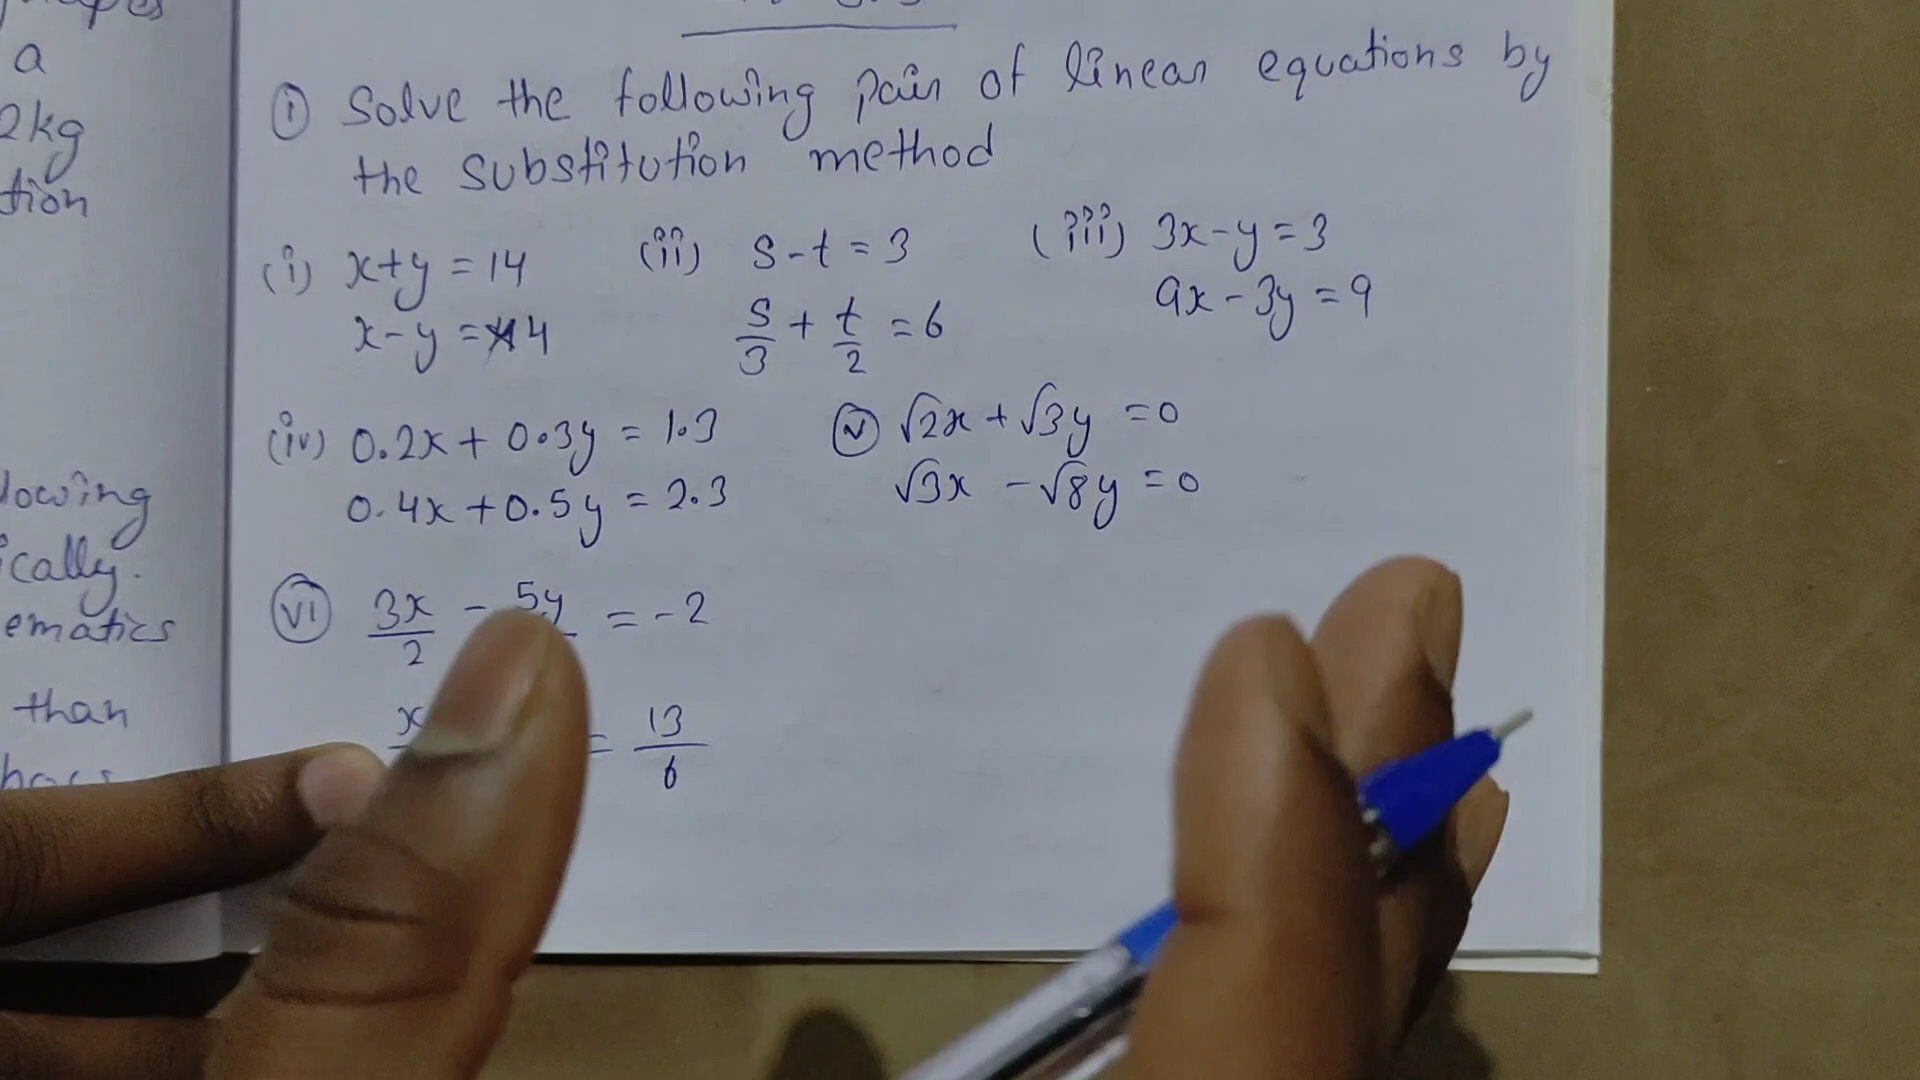 a
2kg
tion
lowing
ically.
ematics
than
① Solve the following pair of linear equations by
the substitution method
(i) x+y = 14
x-y = 4
(ii) s-t = 3
s/3 + t/2 = 6
(iii) 3x-y = 3
9x-3y = 9
(iv) 0.2x + 0.3y = 1.3
0.4x + 0.5y = 2.3
(v) √2x + √3y = 0
√3x - √8y = 0
(vi) 3x/2 - 5y = -2
x = 13/6